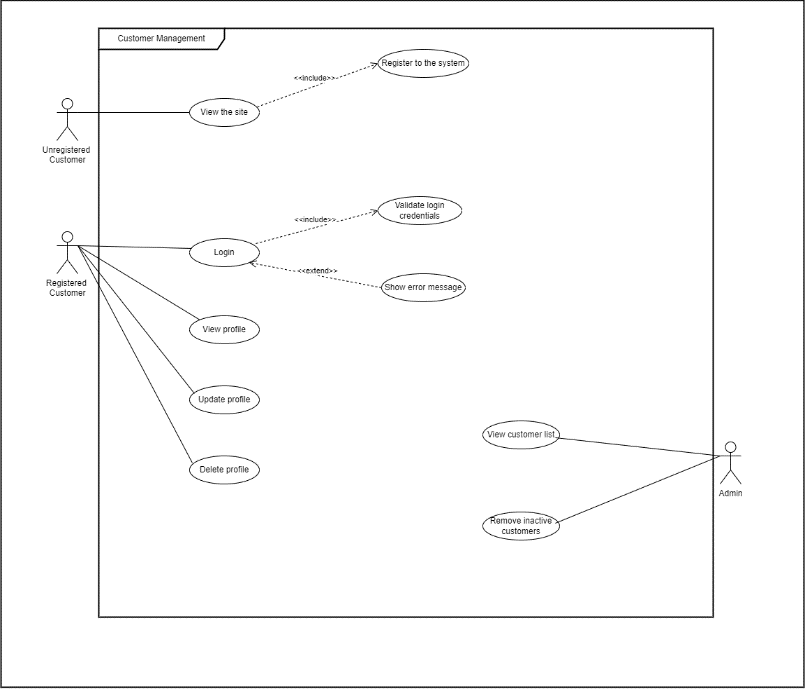 Customer Management
Register to the system
<<include>>
View the site
Unregistered
Customer
Validate login
credentials
<<include>>
Login
<<extend>>
Registered
Customer
Show error message
View profile
Update profile
View customer list
Delete profile
Admin
Remove inactive
customers